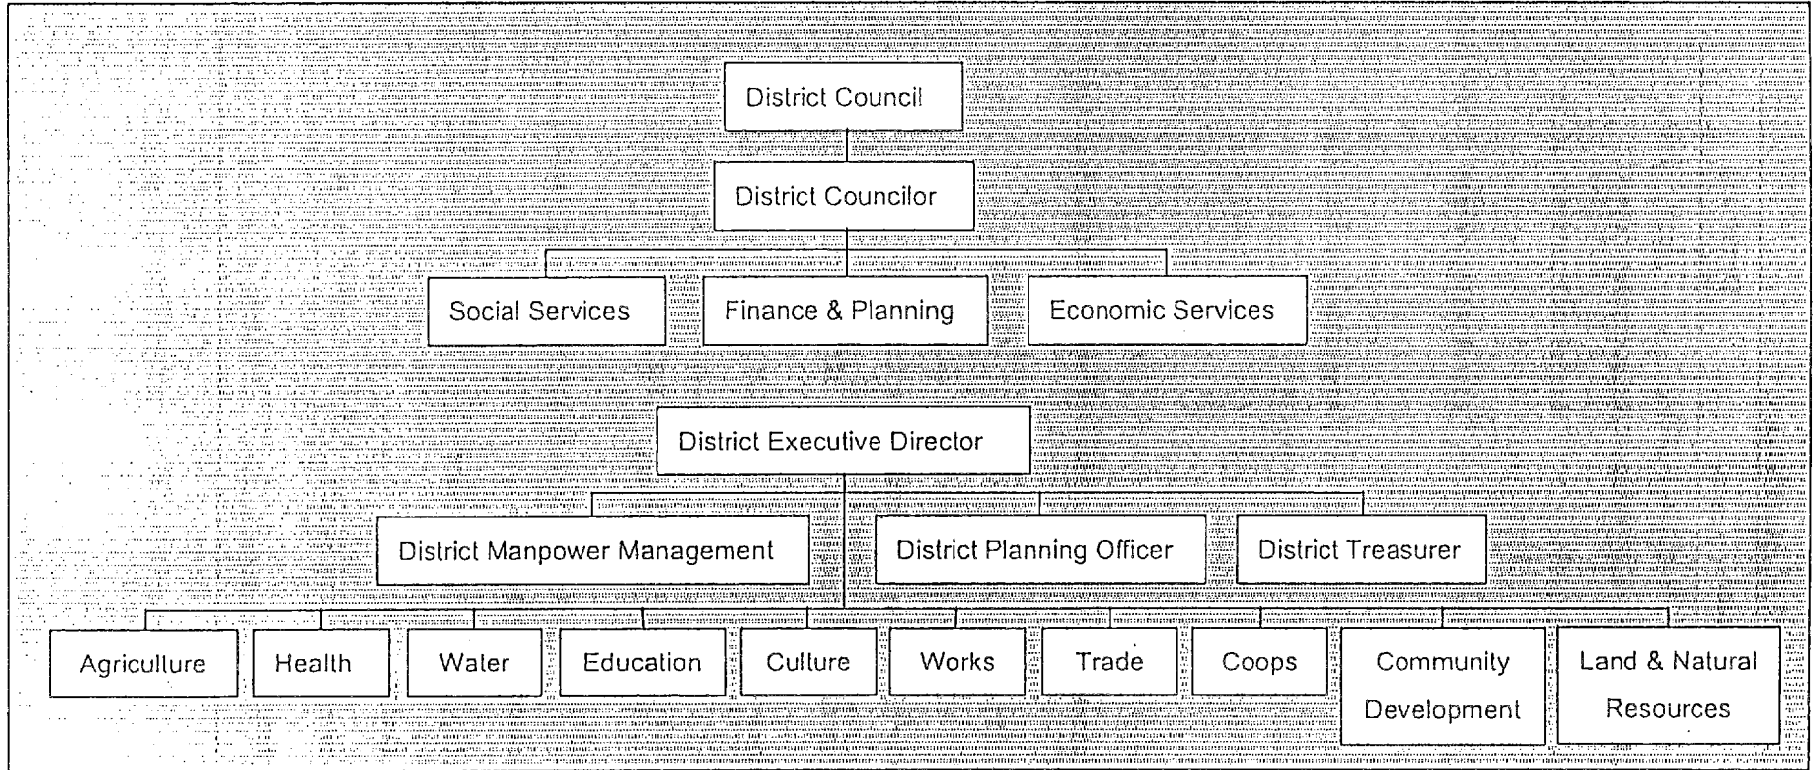 District Council
District Councilor
Social Services
Finance & Planning
Economic Services
District Executive Director
District Manpower Management
District Planning Officer
District Treasurer
Agriculture
Health
Water
Education
Culture
Works
Trade
Coops
Community
Development
Land & Natural
Resources